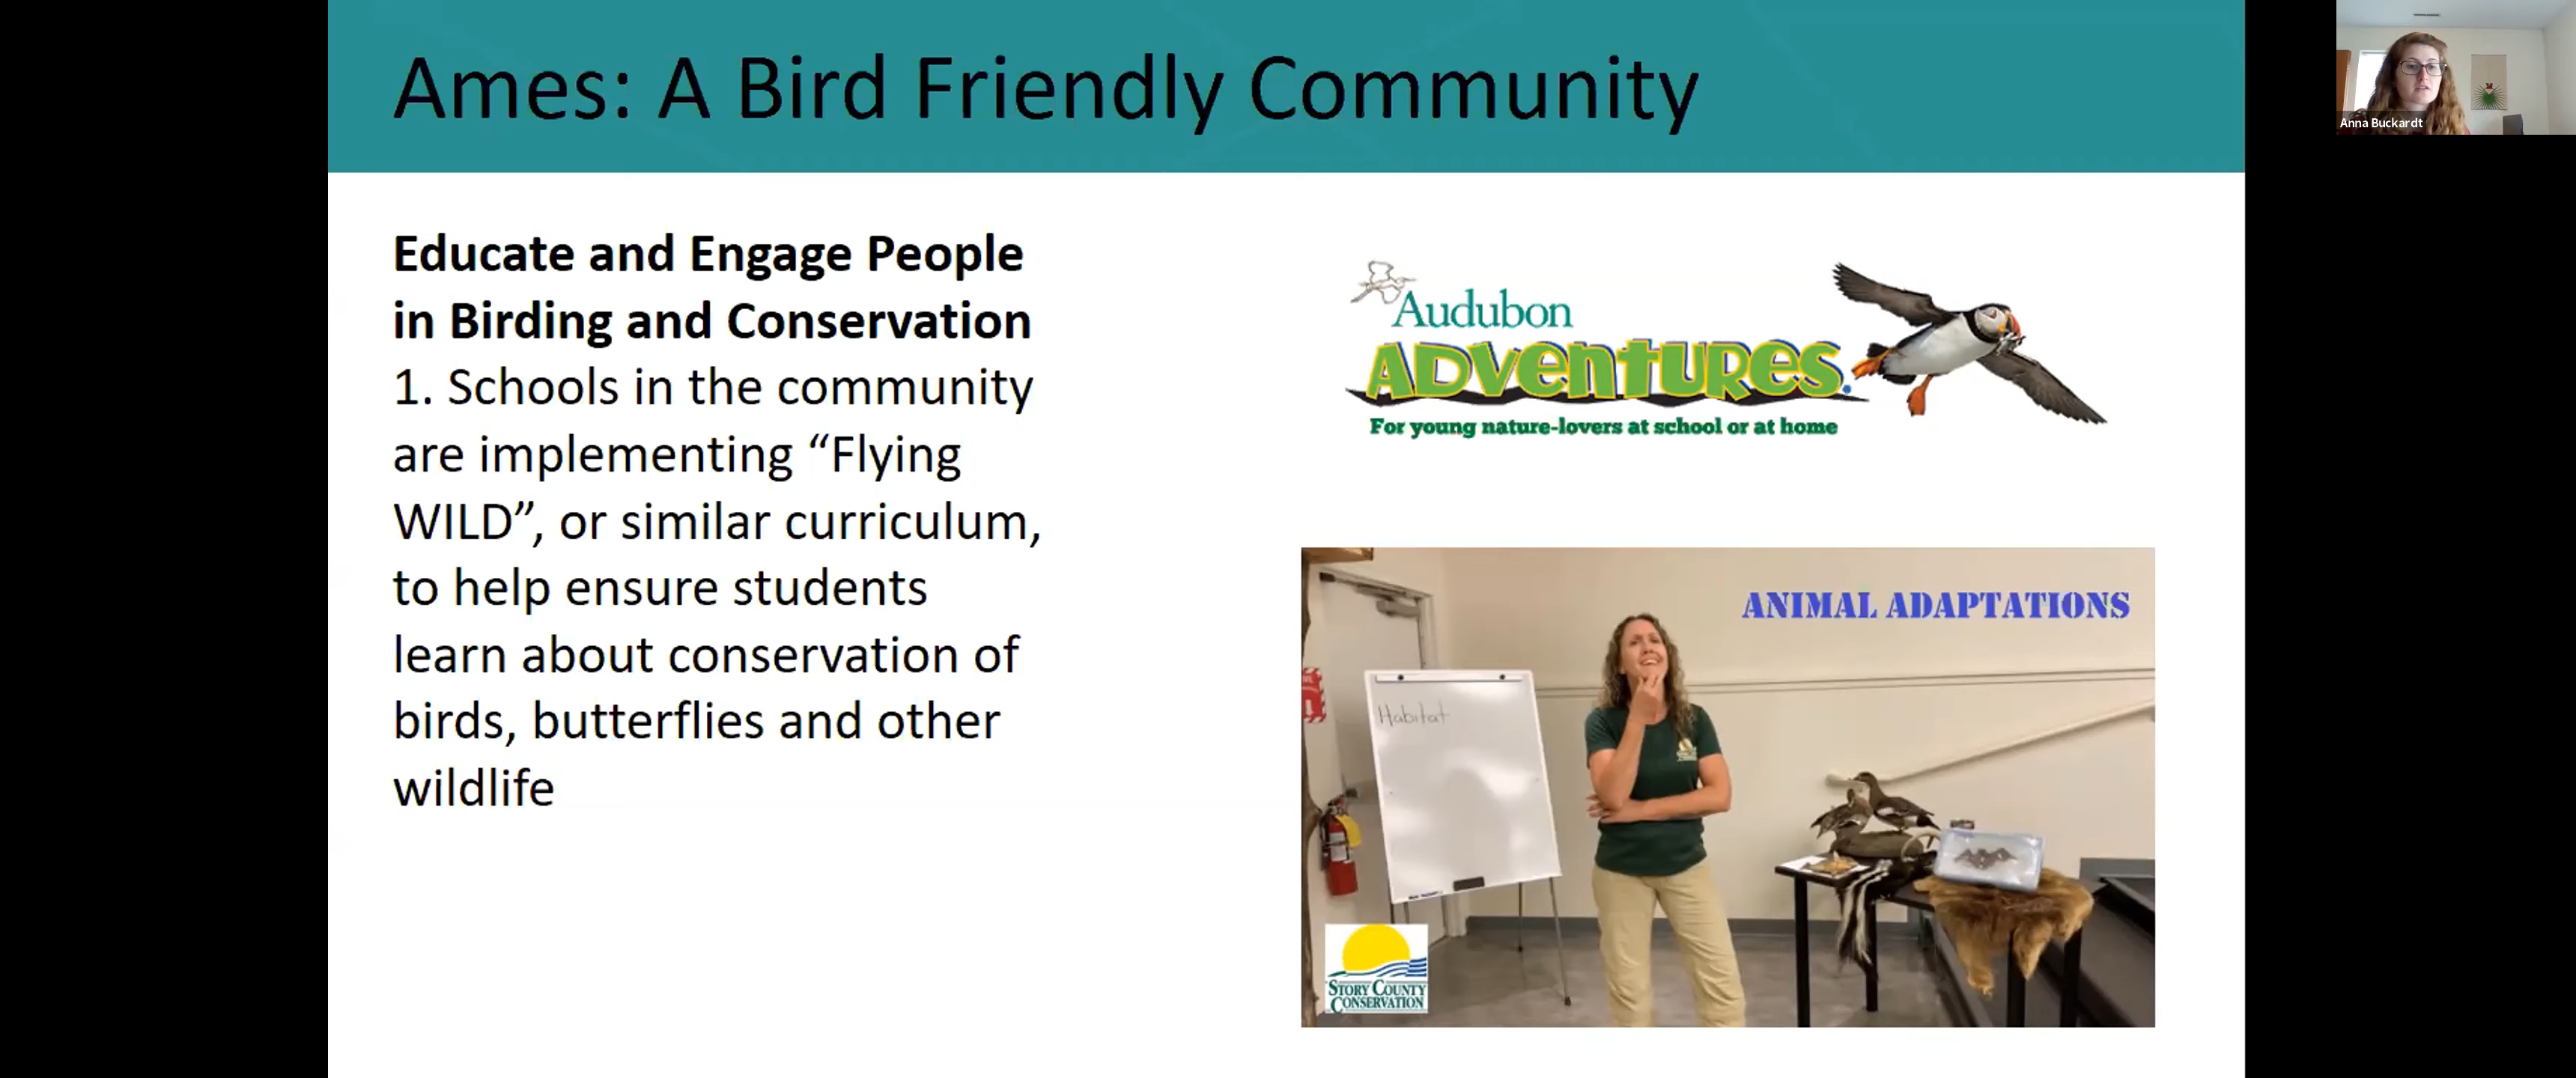 Ames: A Bird Friendly Community
Anna Buckardt
Educate and Engage People
in Birding and Conservation
1. Schools in the community
are implementing “Flying
WILD”, or similar curriculum,
to help ensure students
learn about conservation of
birds, butterflies and other
wildlife
Audubon
ADVENTURES
For young nature-lovers at school or at home
ANIMAL ADAPTATIONS
Habitat
STORY COUNTY
CONSERVATION